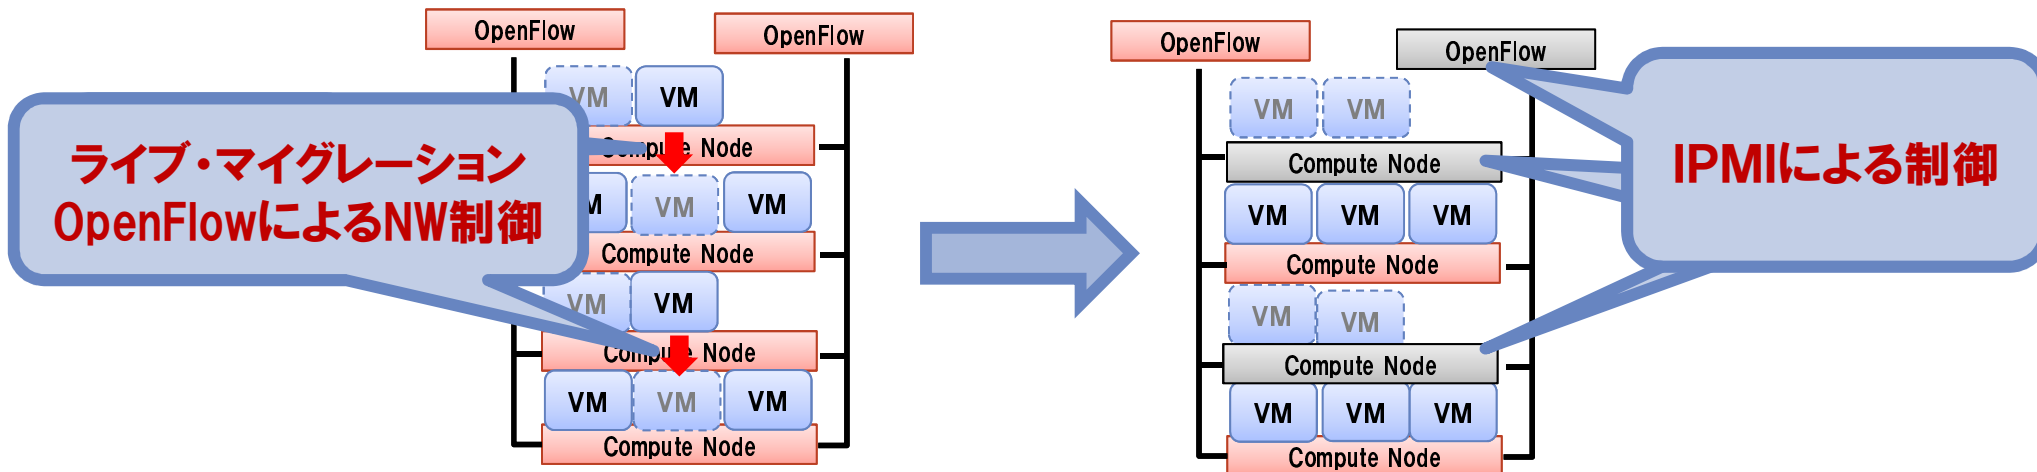 OpenFlow
OpenFlow
VM
VM
Compute Node
VM
VM
VM
Compute Node
VM
VM
Compute Node
VM
VM
VM
Compute Node
ライブ・マイグレーション
OpenFlowによるNW制御
OpenFlow
OpenFlow
VM
VM
Compute Node
VM
VM
VM
Compute Node
VM
VM
Compute Node
VM
VM
VM
Compute Node
IPMIによる制御